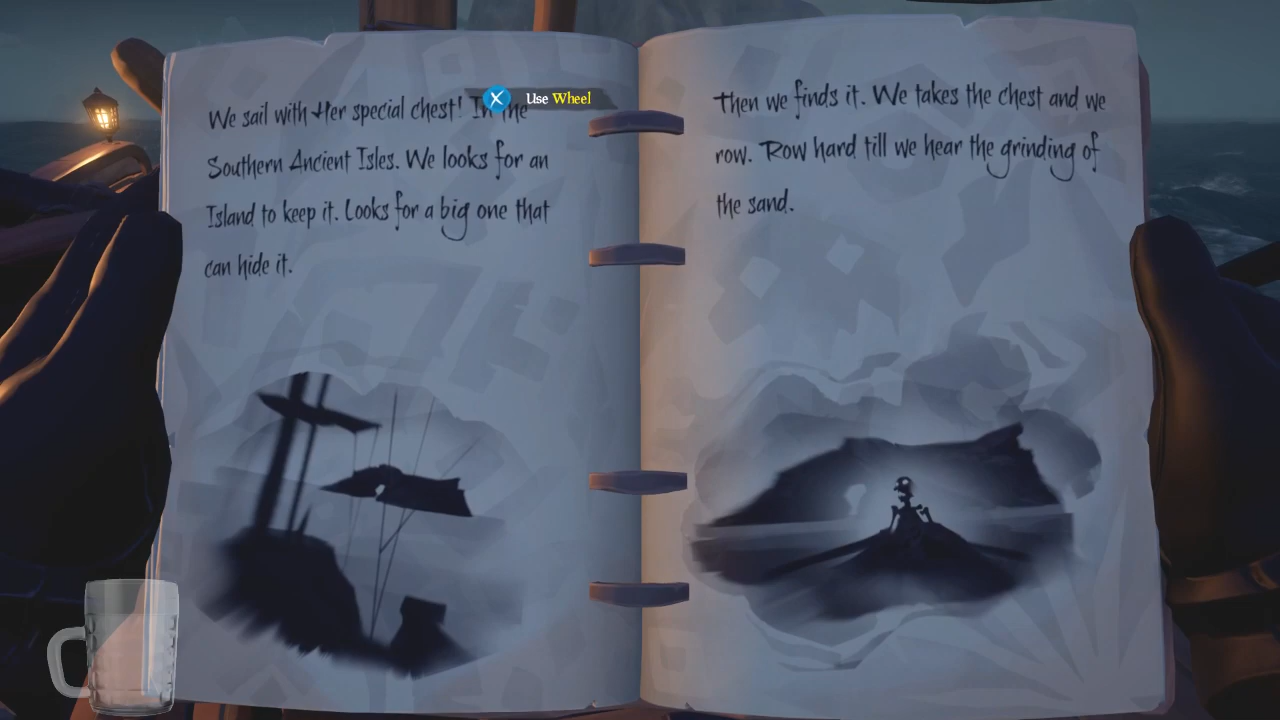 We sail with Her special chest! In the
Southern Ancient Isles. We looks for an
Island to keep it. Looks for a big one that
can hide it.
Use Wheel
Then we finds it. We takes the chest and we
row. Row hard till we hear the grinding of
the sand.